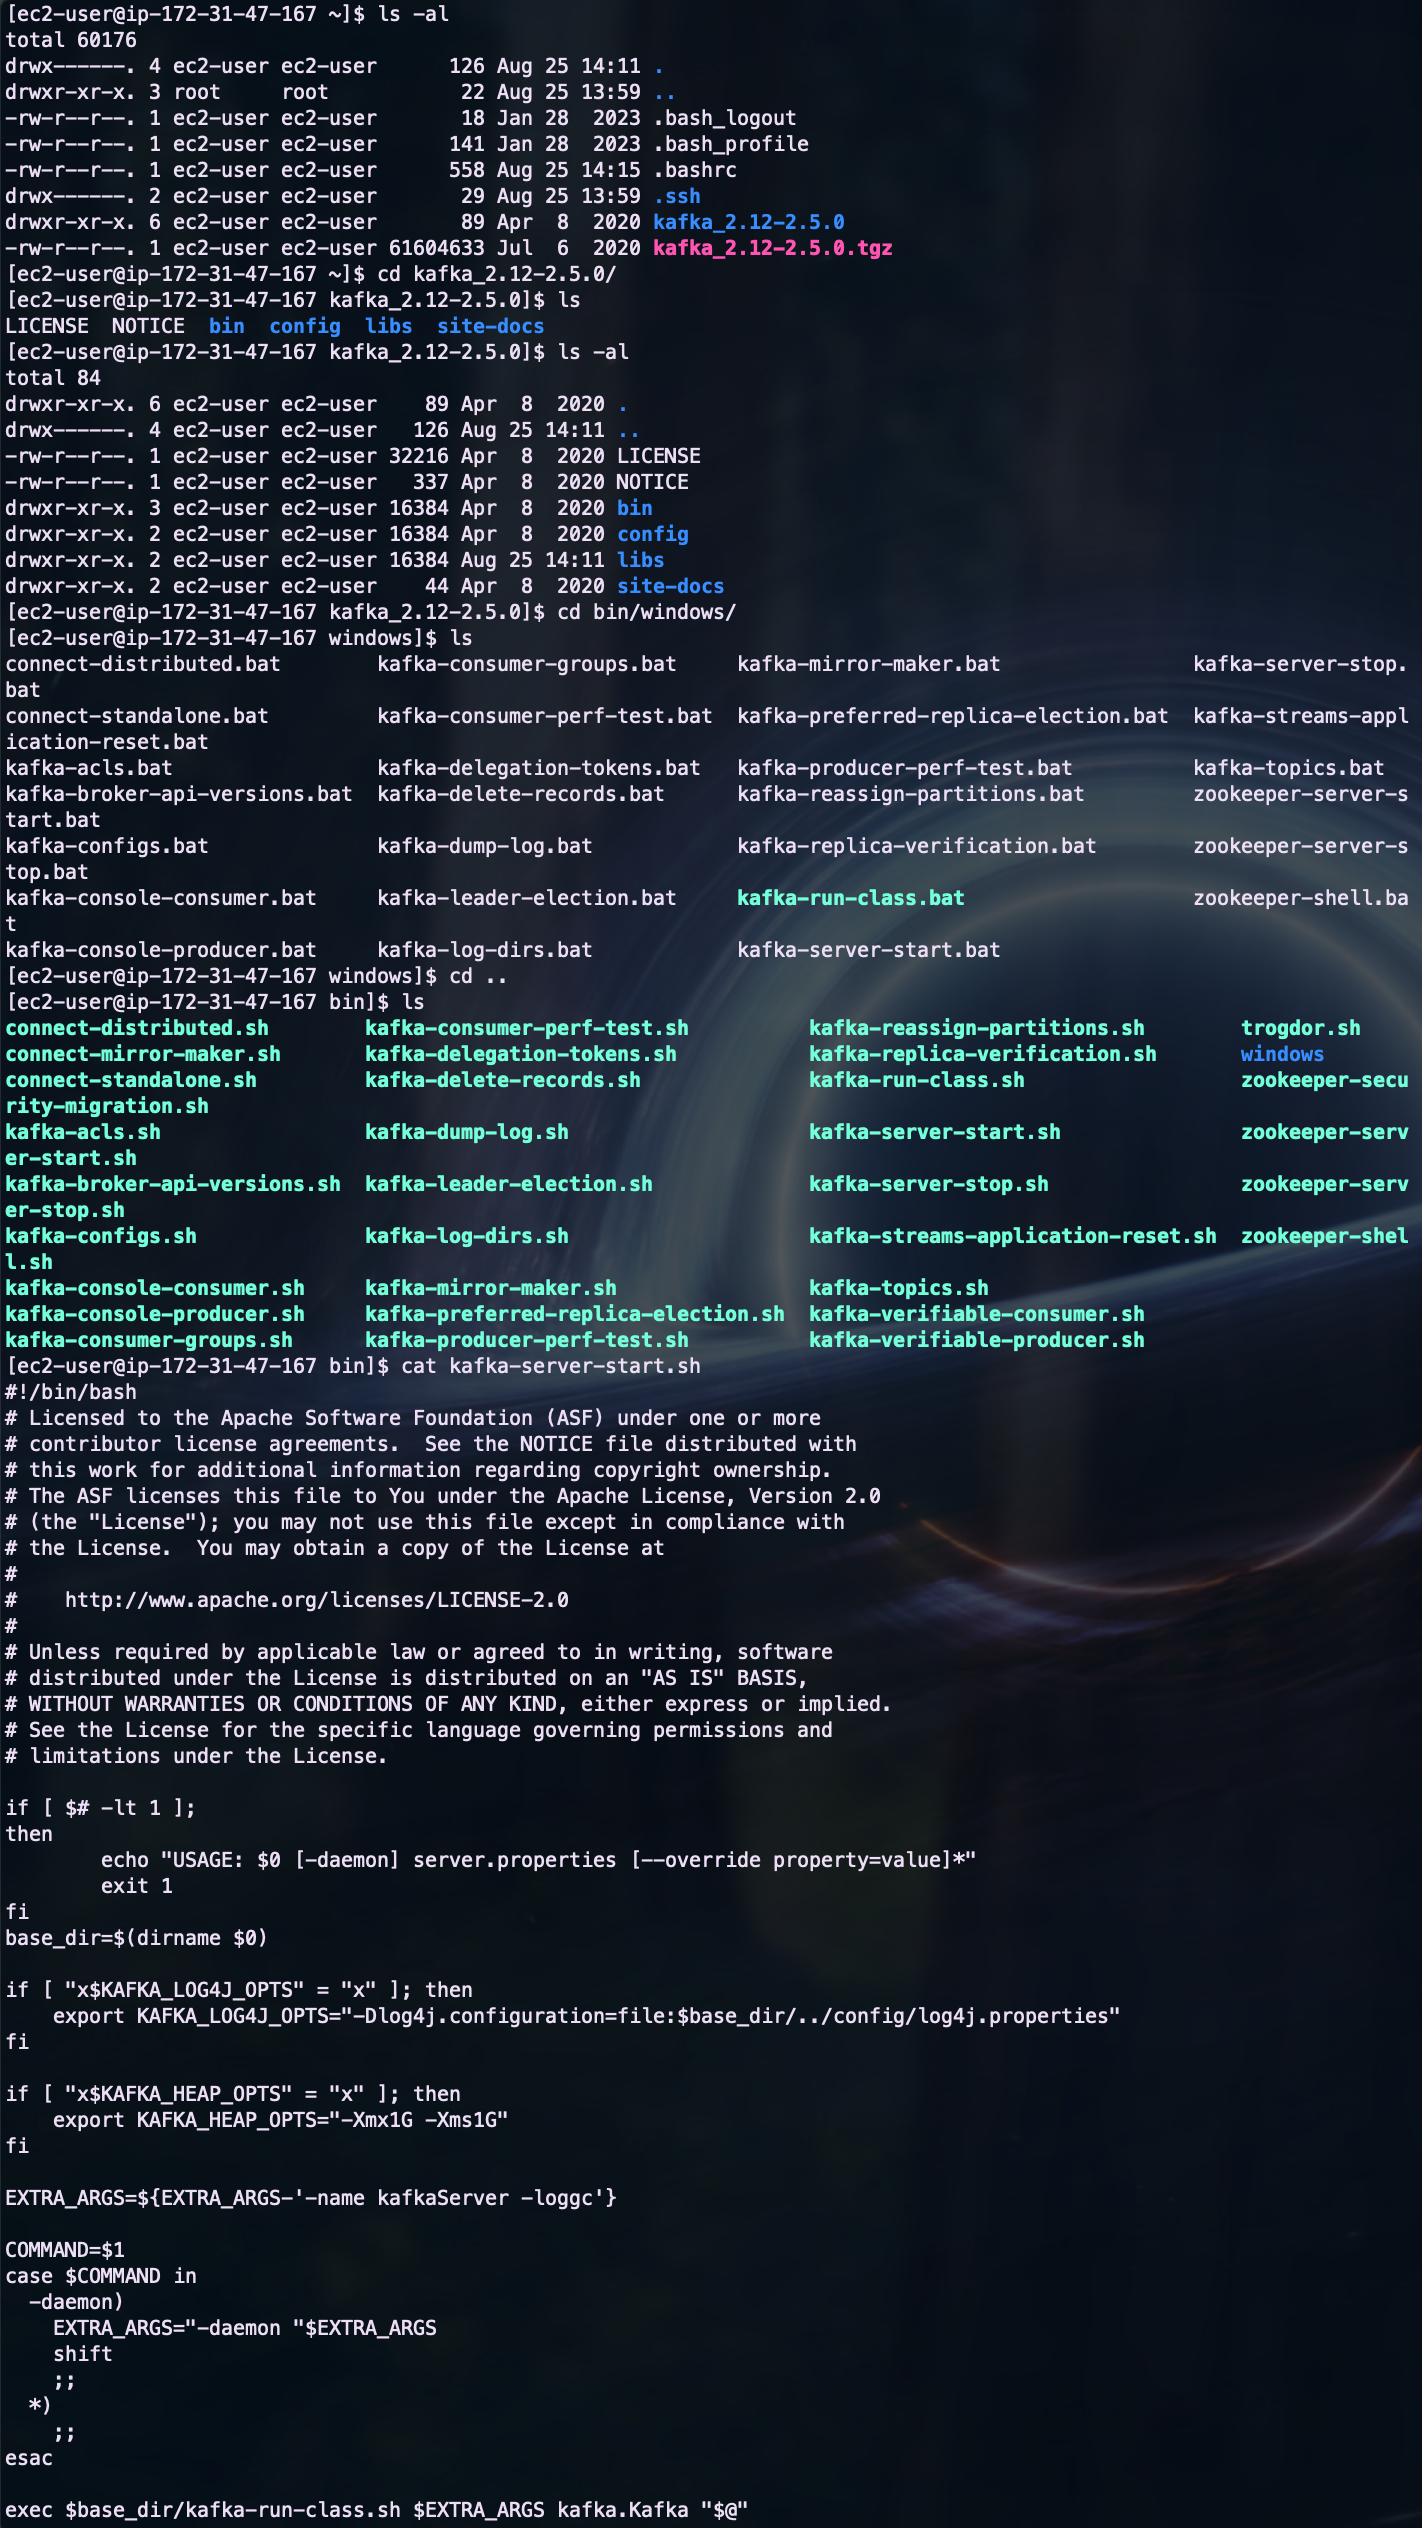 [ec2-user@ip-172-31-47-167 ~]$ ls -al
total 60176
drwx------. 4 ec2-user ec2-user      126 Aug 25 14:11 .
drwxr-xr-x. 3 root     root           22 Aug 25 13:59 ..
-rw-r--r--. 1 ec2-user ec2-user       18 Jan 28  2023 .bash_logout
-rw-r--r--. 1 ec2-user ec2-user      141 Jan 28  2023 .bash_profile
-rw-r--r--. 1 ec2-user ec2-user      558 Aug 25 14:15 .bashrc
drwx------. 2 ec2-user ec2-user       29 Aug 25 13:59 .ssh
drwxr-xr-x. 6 ec2-user ec2-user       89 Apr  8  2020 kafka_2.12-2.5.0
-rw-r--r--. 1 ec2-user ec2-user 61604633 Jul  6  2020 kafka_2.12-2.5.0.tgz
[ec2-user@ip-172-31-47-167 ~]$ cd kafka_2.12-2.5.0/
[ec2-user@ip-172-31-47-167 kafka_2.12-2.5.0]$ ls
LICENSE  NOTICE  bin  config  libs  site-docs
[ec2-user@ip-172-31-47-167 kafka_2.12-2.5.0]$ ls -al
total 84
drwxr-xr-x. 6 ec2-user ec2-user    89 Apr  8  2020 .
drwx------. 4 ec2-user ec2-user   126 Aug 25 14:11 ..
-rw-r--r--. 1 ec2-user ec2-user 32216 Apr  8  2020 LICENSE
-rw-r--r--. 1 ec2-user ec2-user   337 Apr  8  2020 NOTICE
drwxr-xr-x. 3 ec2-user ec2-user 16384 Apr  8  2020 bin
drwxr-xr-x. 2 ec2-user ec2-user 16384 Apr  8  2020 config
drwxr-xr-x. 2 ec2-user ec2-user 16384 Aug 25 14:11 libs
drwxr-xr-x. 2 ec2-user ec2-user    44 Apr  8  2020 site-docs
[ec2-user@ip-172-31-47-167 kafka_2.12-2.5.0]$ cd bin/windows/
[ec2-user@ip-172-31-47-167 windows]$ ls
connect-distributed.bat        kafka-consumer-groups.bat     kafka-mirror-maker.bat                kafka-server-stop.
bat
connect-standalone.bat         kafka-consumer-perf-test.bat  kafka-preferred-replica-election.bat  kafka-streams-appl
ication-reset.bat
kafka-acls.bat                 kafka-delegation-tokens.bat   kafka-producer-perf-test.bat          kafka-topics.bat
kafka-broker-api-versions.bat  kafka-delete-records.bat      kafka-reassign-partitions.bat         zookeeper-server-s
tart.bat
kafka-configs.bat              kafka-dump-log.bat            kafka-replica-verification.bat        zookeeper-server-s
top.bat
kafka-console-consumer.bat     kafka-leader-election.bat     kafka-run-class.bat                   zookeeper-shell.ba
t
kafka-console-producer.bat     kafka-log-dirs.bat            kafka-server-start.bat
[ec2-user@ip-172-31-47-167 windows]$ cd ..
[ec2-user@ip-172-31-47-167 bin]$ ls
connect-distributed.sh        kafka-consumer-perf-test.sh          kafka-reassign-partitions.sh        trogdor.sh
connect-mirror-maker.sh       kafka-delegation-tokens.sh           kafka-replica-verification.sh       windows
connect-standalone.sh         kafka-delete-records.sh              kafka-run-class.sh                  zookeeper-secu
rity-migration.sh
kafka-acls.sh                 kafka-dump-log.sh                    kafka-server-start.sh               zookeeper-serv
er-start.sh
kafka-broker-api-versions.sh  kafka-leader-election.sh             kafka-server-stop.sh                zookeeper-serv
er-stop.sh
kafka-configs.sh              kafka-log-dirs.sh                    kafka-streams-application-reset.sh  zookeeper-shel
l.sh
kafka-console-consumer.sh     kafka-mirror-maker.sh                kafka-topics.sh
kafka-console-producer.sh     kafka-preferred-replica-election.sh  kafka-verifiable-consumer.sh
kafka-consumer-groups.sh      kafka-producer-perf-test.sh          kafka-verifiable-producer.sh
[ec2-user@ip-172-31-47-167 bin]$ cat kafka-server-start.sh
#!/bin/bash
# Licensed to the Apache Software Foundation (ASF) under one or more
# contributor license agreements.  See the NOTICE file distributed with
# this work for additional information regarding copyright ownership.
# The ASF licenses this file to You under the Apache License, Version 2.0
# (the "License"); you may not use this file except in compliance with
# the License.  You may obtain a copy of the License at
#
#    http://www.apache.org/licenses/LICENSE-2.0
#
# Unless required by applicable law or agreed to in writing, software
# distributed under the License is distributed on an "AS IS" BASIS,
# WITHOUT WARRANTIES OR CONDITIONS OF ANY KIND, either express or implied.
# See the License for the specific language governing permissions and
# limitations under the License.

if [ $# -lt 1 ];
then
        echo "USAGE: $0 [-daemon] server.properties [--override property=value]*"
        exit 1
fi
base_dir=$(dirname $0)

if [ "x$KAFKA_LOG4J_OPTS" = "x" ]; then
    export KAFKA_LOG4J_OPTS="-Dlog4j.configuration=file:$base_dir/../config/log4j.properties"
fi

if [ "x$KAFKA_HEAP_OPTS" = "x" ]; then
    export KAFKA_HEAP_OPTS="-Xmx1G -Xms1G"
fi

EXTRA_ARGS=${EXTRA_ARGS-'-name kafkaServer -loggc'}

COMMAND=$1
case $COMMAND in
  -daemon)
    EXTRA_ARGS="-daemon "$EXTRA_ARGS
    shift
    ;;
  *)
    ;;
esac

exec $base_dir/kafka-run-class.sh $EXTRA_ARGS kafka.Kafka "$@"